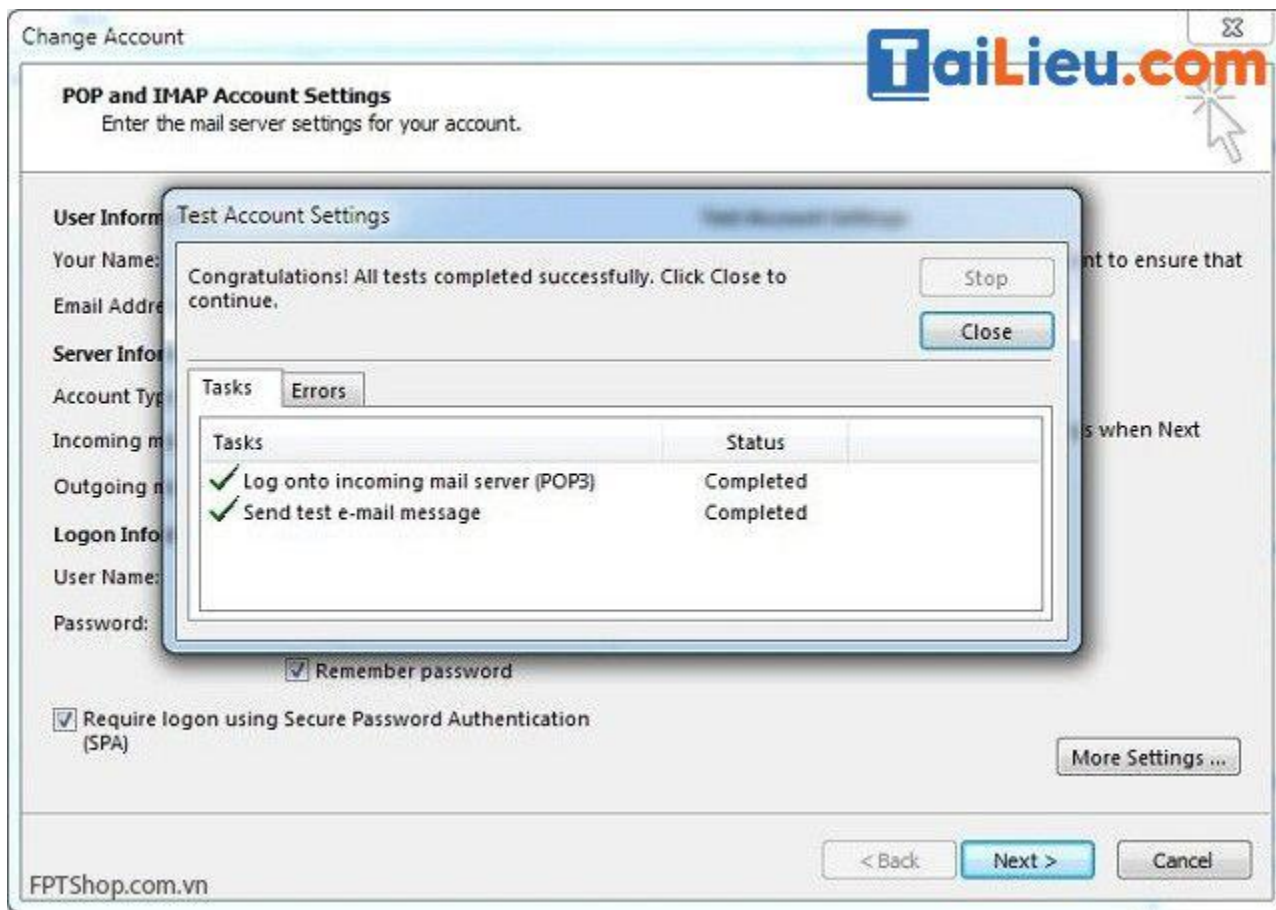 Change Account
TaiLieu.com
POP and IMAP Account Settings
Enter the mail server settings for your account.
User Inform
Test Account Settings
Test Account Settings
Your Name:
nt to ensure that
Congratulations! All tests completed successfully. Click Close to
continue.
Stop
Email Addre
Close
Server Infor
Tasks
Errors
Account Typ
Incoming m
s when Next
Tasks
Status
Log onto incoming mail server (POP3)
Completed
Outgoing m
Send test e-mail message
Completed
Logon Info
User Name:
Password:
Remember password
Require logon using Secure Password Authentication
(SPA)
More Settings ...
< Back
Next >
Cancel
FPTShop.com.vn